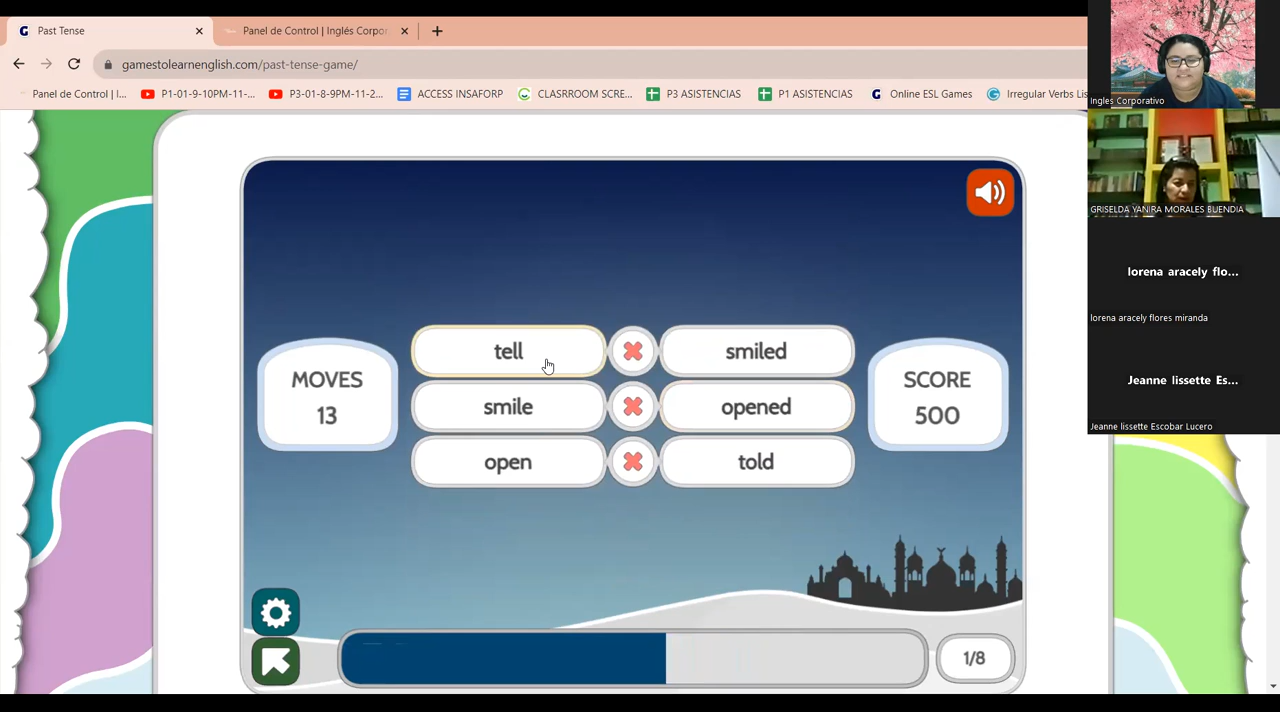 Past Tense
Panel de Control | Inglés Corpor
gamestolearnenglish.com/past-tense-game/
Panel de Control | I...
P1-01-9-10PM-11-...
P3-01-8-9PM-11-2...
ACCESS INSAFORP
CLASRROOM SCRE...
P3 ASISTENCIAS
P1 ASISTENCIAS
Online ESL Games
Irregular Verbs Lis
Ingles Corporativo
GRISELDA YANIRA MORALES BUENDIA
lorena aracely flo...
lorena aracely flores miranda
Jeanne lissette Es...
Jeanne lissette Escobar Lucero
MOVES
13
tell
smiled
smile
opened
open
told
SCORE
500
1/8